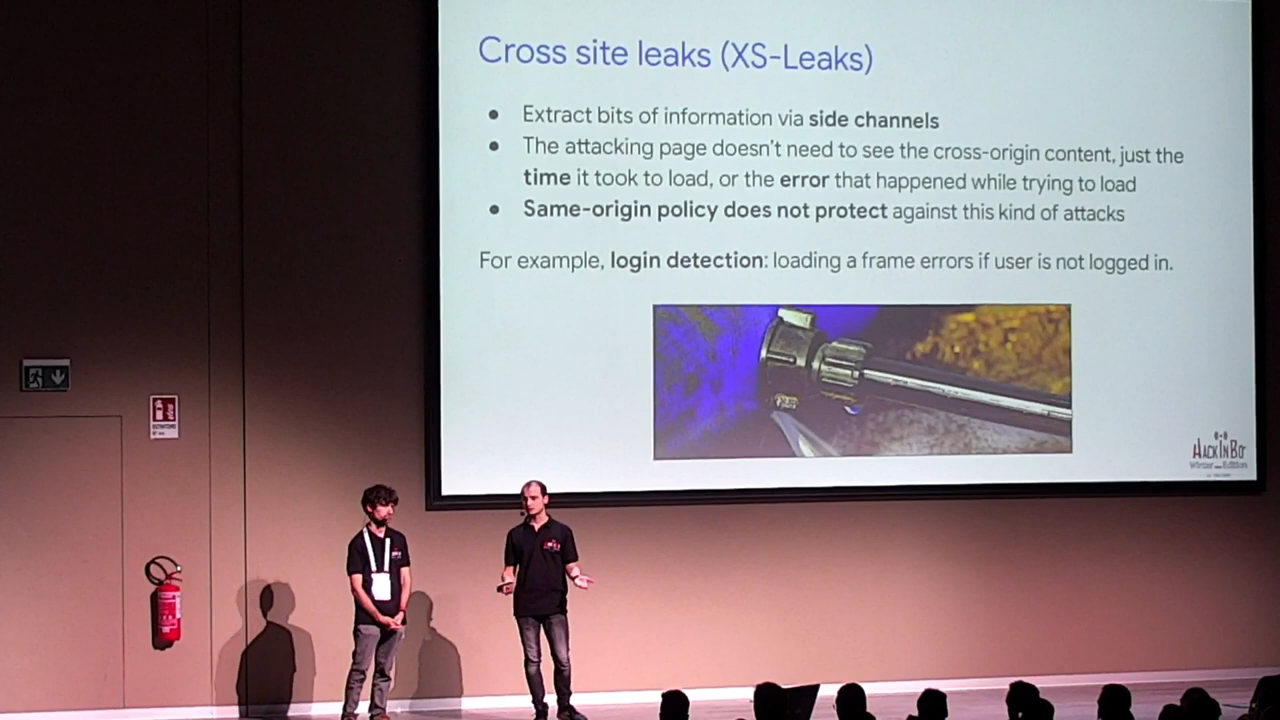 Cross site leaks (XS-Leaks)
● Extract bits of information via side channels
● The attacking page doesn't need to see the cross-origin content, just the
time it took to load, or the error that happened while trying to load
● Same-origin policy does not protect against this kind of attacks
For example, login detection: loading a frame errors if user is not logged in.
HackInBo
Winter Edition
ESTINTORE